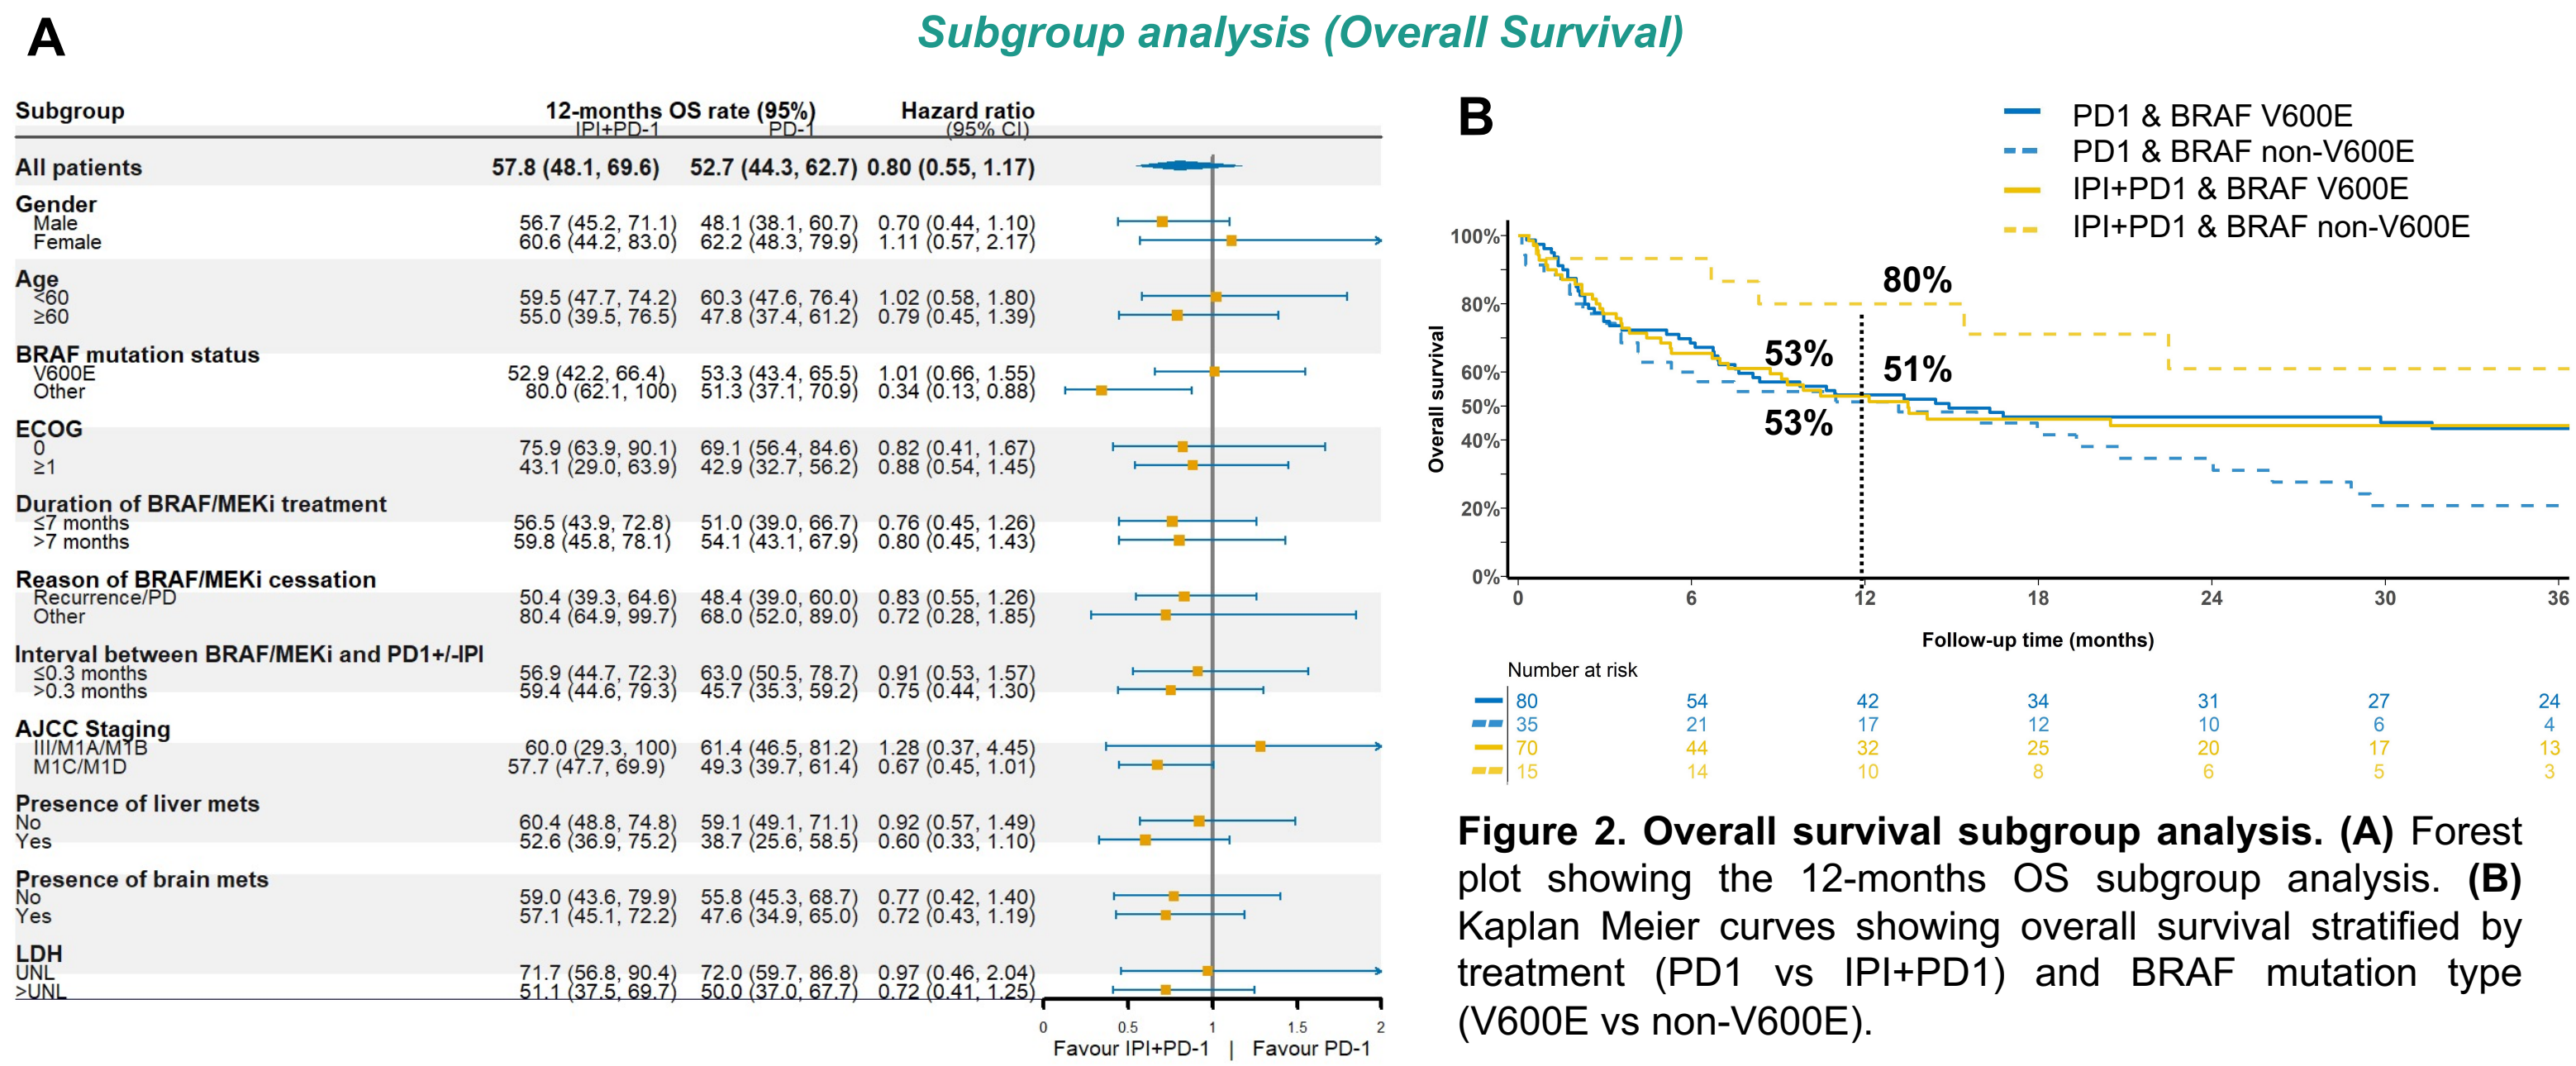 Subgroup analysis (Overall Survival)
A
Subgroup 12-months OS rate (95%) Hazard ratio
IPI+PD-1 PD-1 (95% CI)
All patients 57.8 (48.1, 69.6) 52.7 (44.3, 62.7) 0.80 (0.55, 1.17)
Gender
Male 56.7 (45.2, 71.1) 48.1 (38.1, 60.7) 0.70 (0.44, 1.10)
Female 60.6 (44.2, 83.0) 62.2 (48.3, 79.9) 1.11 (0.57, 2.17)
Age
<60 59.5 (47.7, 74.2) 60.3 (47.6, 76.4) 1.02 (0.58, 1.80)
≥60 55.0 (39.5, 76.5) 47.8 (37.4, 61.2) 0.79 (0.45, 1.39)
BRAF mutation status
V600E 52.9 (42.2, 66.4) 53.3 (43.4, 65.5) 1.01 (0.66, 1.55)
Other 80.0 (62.1, 100) 51.3 (37.1, 70.9) 0.34 (0.13, 0.88)
ECOG
0 75.9 (63.9, 90.1) 69.1 (56.4, 84.6) 0.82 (0.41, 1.67)
≥1 43.1 (29.0, 63.9) 42.9 (32.7, 56.2) 0.88 (0.54, 1.45)
Duration of BRAF/MEKi treatment
≤7 months 56.5 (43.9, 72.8) 51.0 (39.0, 66.7) 0.76 (0.45, 1.26)
>7 months 59.8 (45.8, 78.1) 54.1 (43.1, 67.9) 0.80 (0.45, 1.43)
Reason of BRAF/MEKi cessation
Recurrence/PD 50.4 (39.3, 64.6) 48.4 (39.0, 60.0) 0.83 (0.55, 1.26)
Other 80.4 (64.9, 99.7) 68.0 (52.0, 89.0) 0.72 (0.28, 1.85)
Interval between BRAF/MEKi and PD1+/-IPI
≤0.3 months 56.9 (44.7, 72.3) 63.0 (50.5, 78.7) 0.91 (0.53, 1.57)
>0.3 months 59.4 (44.6, 79.3) 45.7 (35.3, 59.2) 0.75 (0.44, 1.30)
AJCC Staging
III/M1A/M1B 60.0 (29.3, 100) 61.4 (46.5, 81.2) 1.28 (0.37, 4.45)
M1C/M1D 57.7 (47.7, 69.9) 49.3 (39.7, 61.4) 0.67 (0.45, 1.01)
Presence of liver mets
No 60.4 (48.8, 74.8) 59.1 (49.1, 71.1) 0.92 (0.57, 1.49)
Yes 52.6 (36.9, 75.2) 38.7 (25.6, 58.5) 0.60 (0.33, 1.10)
Presence of brain mets
No 59.0 (43.6, 79.9) 55.8 (45.3, 68.7) 0.77 (0.42, 1.40)
Yes 57.1 (45.1, 72.2) 47.6 (34.9, 65.0) 0.72 (0.43, 1.19)
LDH
UNL 71.7 (56.8, 90.4) 72.0 (59.7, 86.8) 0.97 (0.46, 2.04)
>UNL 51.1 (37.5, 69.7) 50.0 (37.0, 67.7) 0.72 (0.41, 1.25)
0 0.5 1 1.5 2
Favour IPI+PD-1 | Favour PD-1
B
PD1 & BRAF V600E
PD1 & BRAF non-V600E
IPI+PD1 & BRAF V600E
IPI+PD1 & BRAF non-V600E
Overall survival
100%
80%
60%
50%
40%
20%
0%
80%
53%
51%
53%
0 6 12 18 24 30 36
Follow-up time (months)
Number at risk
80 54 42 34 31 27 24
35 21 17 12 10 6 4
70 44 32 25 20 17 13
15 14 10 8 6 5 3
Figure 2. Overall survival subgroup analysis. (A) Forest
plot showing the 12-months OS subgroup analysis. (B)
Kaplan Meier curves showing overall survival stratified by
treatment (PD1 vs IPI+PD1) and BRAF mutation type
(V600E vs non-V600E).